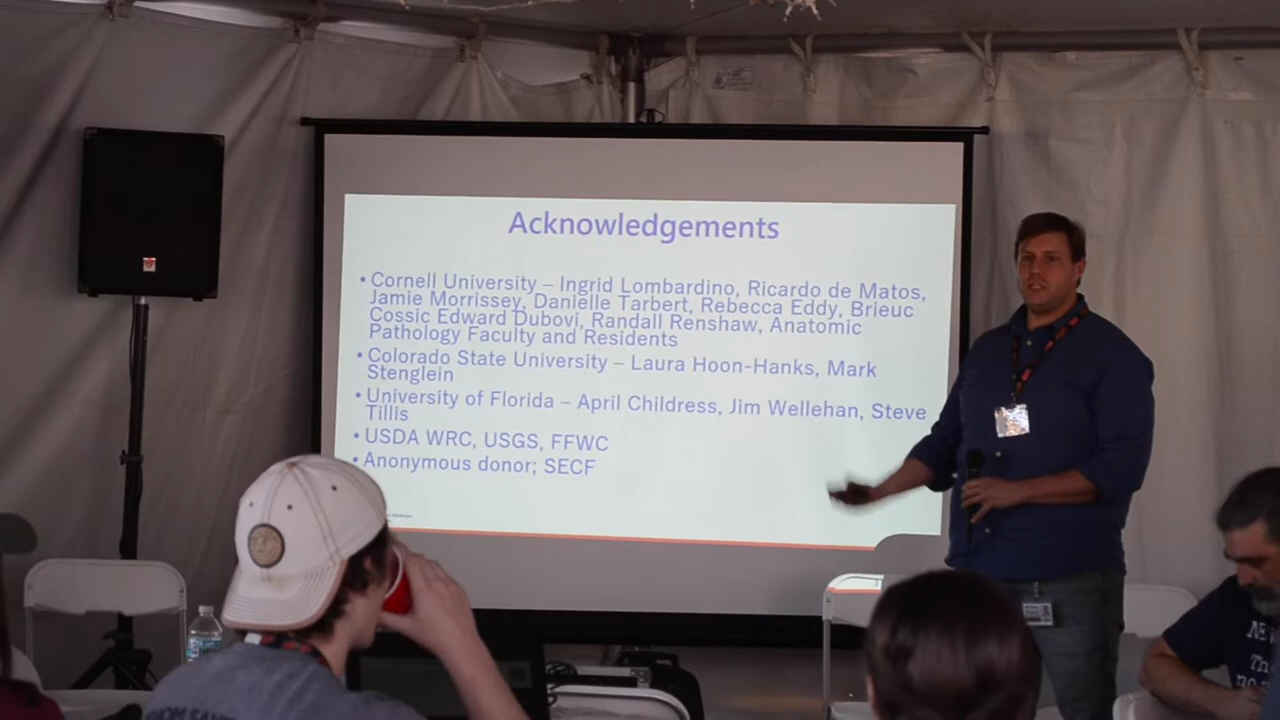 Acknowledgements
• Cornell University – Ingrid Lombardino, Ricardo de Matos,
Jamie Morrissey, Danielle Tarbert, Rebecca Eddy, Brieuc
Cossic Edward Dubovi, Randall Renshaw, Anatomic
Pathology Faculty and Residents
• Colorado State University – Laura Hoon-Hanks, Mark
Stenglein
• University of Florida – April Childress, Jim Wellehan, Steve
Tillis
• USDA WRC, USGS, FFWC
• Anonymous donor; SECF